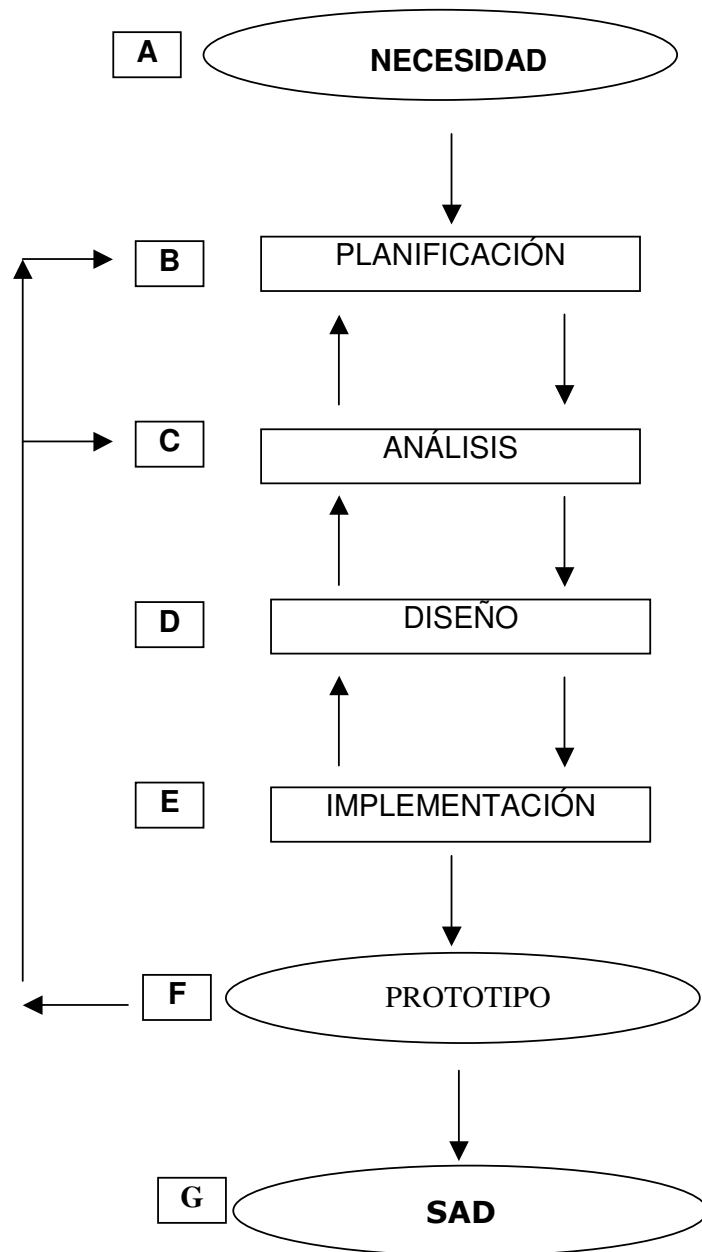 A
NECESIDAD
B
PLANIFICACIÓN
C
ANÁLISIS
D
DISEÑO
E
IMPLEMENTACIÓN
F
PROTOTIPO
G
SAD